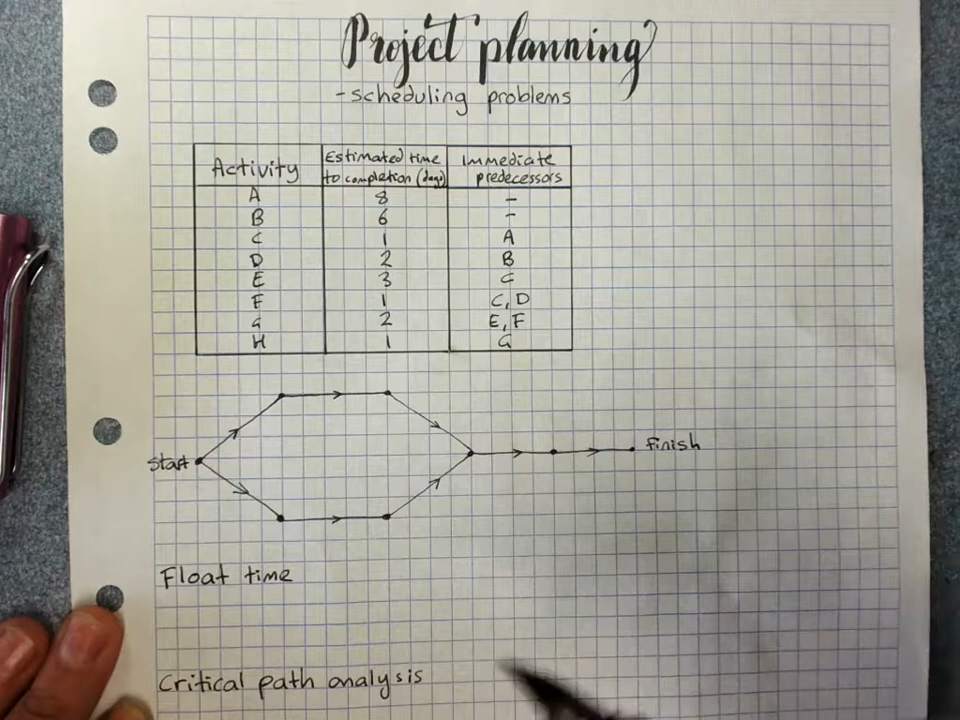 Project planning
- scheduling problems
Activity Estimated time to completion (days) Immediate predecessors
A 8 -
B 6 -
C 1 A
D 2 B
E 3 C
F 1 C, D
G 2 E, F
H 1 G
Start
Finish
Float time
Critical path analysis